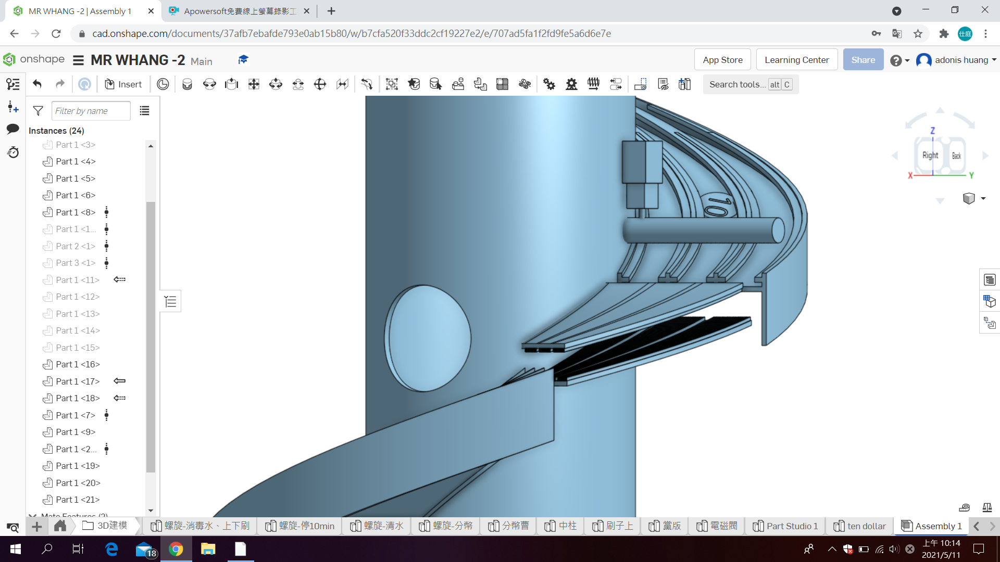 MR WHANG -2 | Assembly 1
Apowersoft免費線上螢幕錄影工
cad.onshape.com/documents/37afb7ebafde793e0ab15b80/w/b7cfa520f33ddc2cf19227e2/e/707ad5fa1f2fd9fe5a6d6e7e
仕庭
onshape
MR WHANG -2 Main
App Store
Learning Center
Share
adonis huang
Insert
Search tools... alt C
Filter by name
Instances (24)
Part 1 <3>
Part 1 <4>
Part 1 <5>
Part 1 <6>
Part 1 <8>
Part 1 <1...
Part 2 <1>
Part 3 <1>
Part 1 <11>
Part 1 <12>
Part 1 <13>
Part 1 <14>
Part 1 <15>
Part 1 <16>
Part 1 <17>
Part 1 <18>
Part 1 <7>
Part 1 <9>
Part 1 <2...
Part 1 <19>
Part 1 <20>
Part 1 <21>
Mate Features (2)
10
Z
Right
Back
X
Y
3D建模
螺旋-消毒水、上下刷
螺旋-停10min
螺旋-清水
螺旋-分幣
分幣曹
中柱
刷子上
黨版
電磁閥
Part Studio 1
ten dollar
Assembly 1
18
上午 10:14
2021/5/11